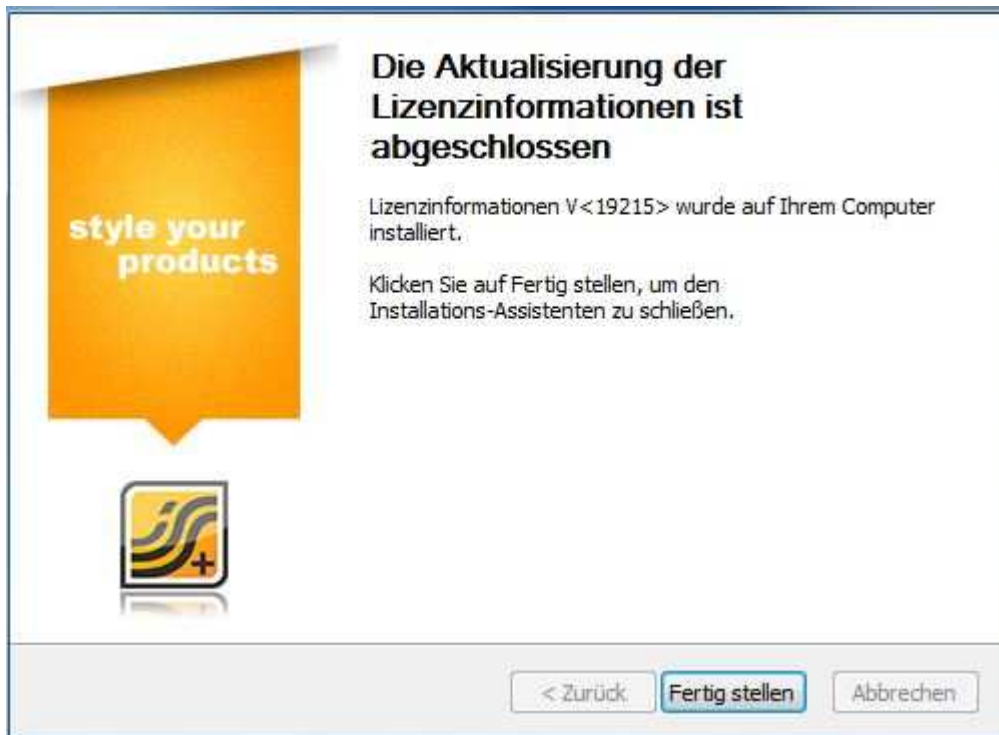 Die Aktualisierung der
Lizenzinformationen ist
abgeschlossen
Lizenzinformationen V<19215> wurde auf Ihrem Computer
installiert.
Klicken Sie auf Fertig stellen, um den
Installations-Assistenten zu schließen.
style your
products
< Zurück
Fertig stellen
Abbrechen